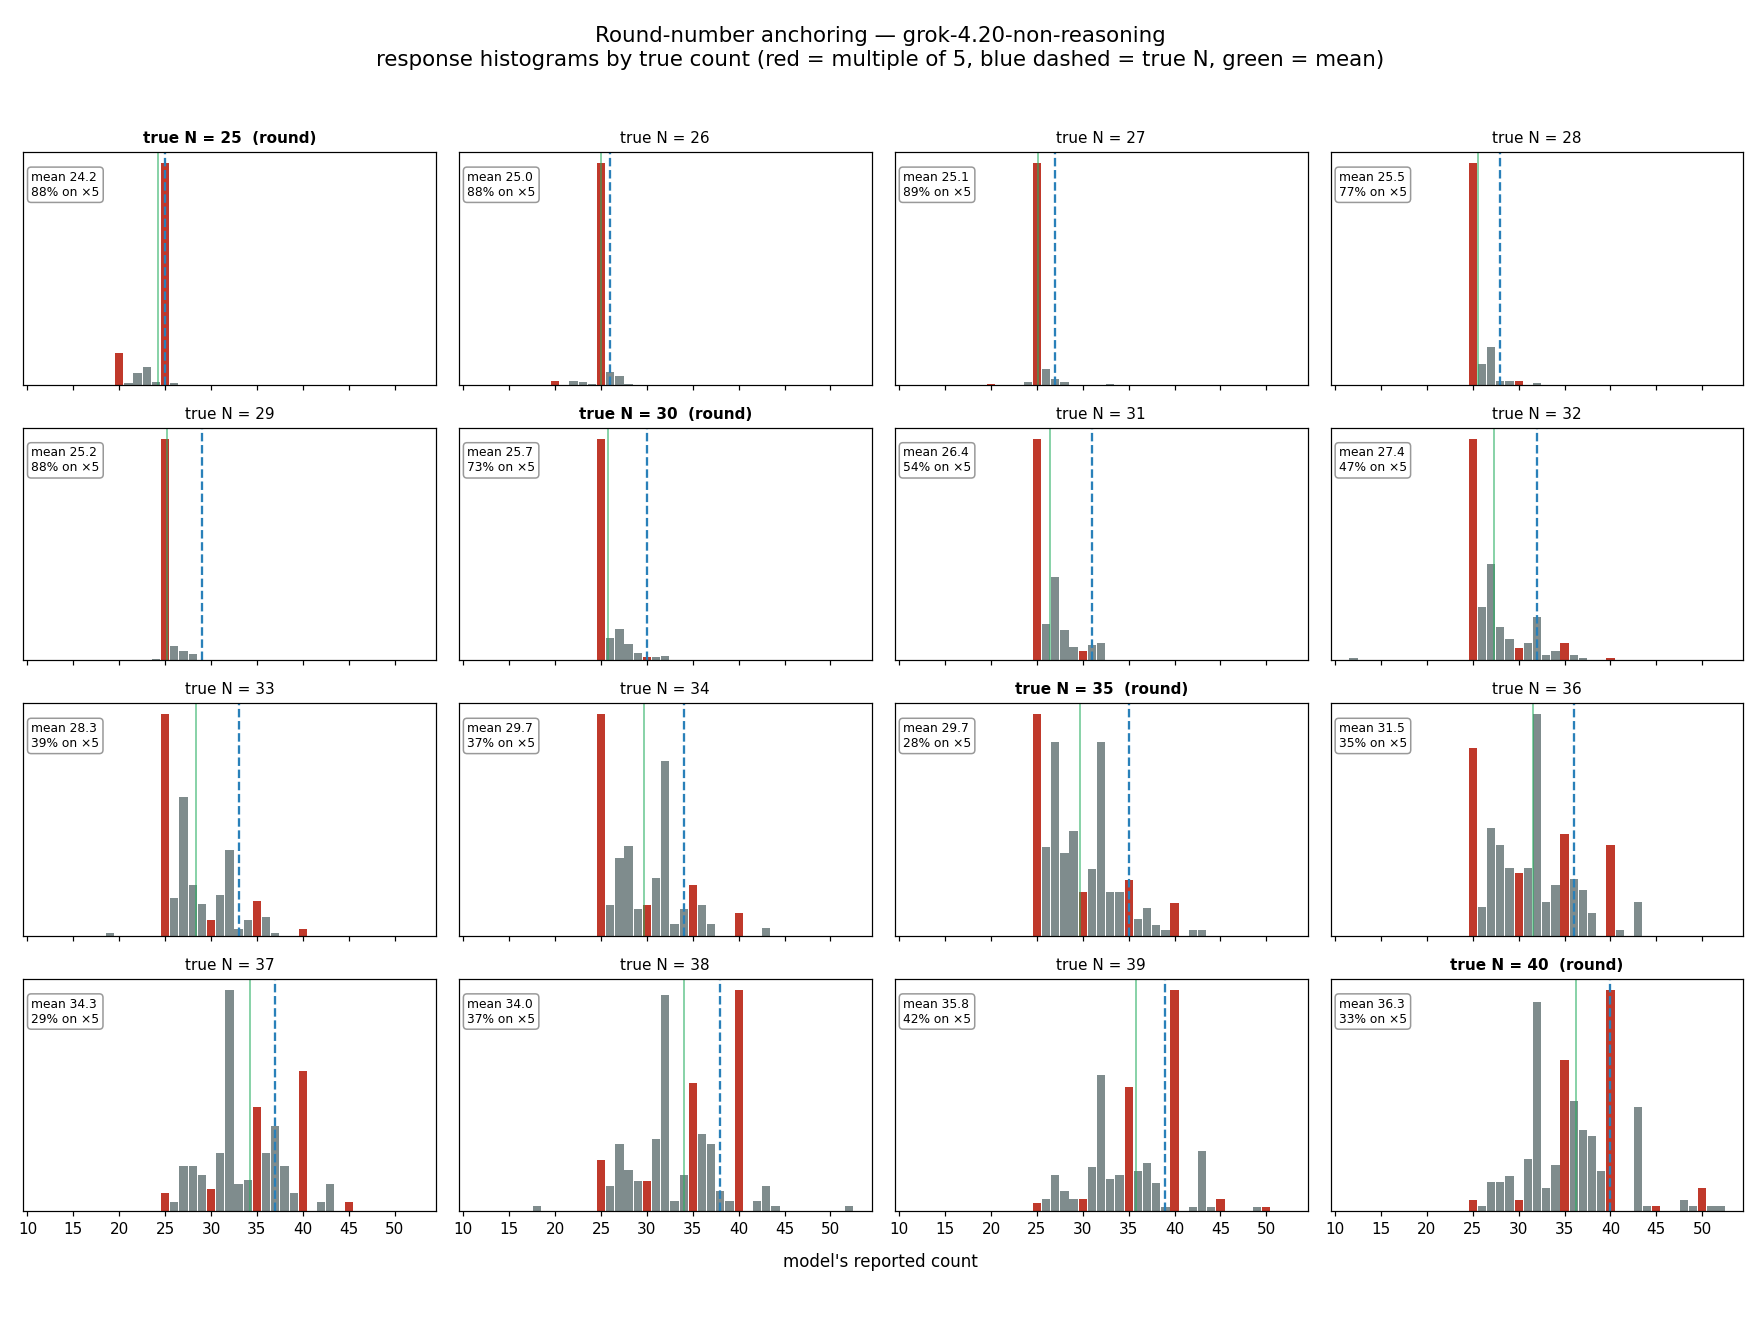 Round-number anchoring — grok-4.20-non-reasoning
response histograms by true count (red = multiple of 5, blue dashed = true N, green = mean)
true N = 25  (round)
mean 24.2
88% on ×5
true N = 26
mean 25.0
88% on ×5
true N = 27
mean 25.1
89% on ×5
true N = 28
mean 25.5
77% on ×5
true N = 29
mean 25.2
88% on ×5
true N = 30  (round)
mean 25.7
73% on ×5
true N = 31
mean 26.4
54% on ×5
true N = 32
mean 27.4
47% on ×5
true N = 33
mean 28.3
39% on ×5
true N = 34
mean 29.7
37% on ×5
true N = 35  (round)
mean 29.7
28% on ×5
true N = 36
mean 31.5
35% on ×5
true N = 37
mean 34.3
29% on ×5
10 15 20 25 30 35 40 45 50
true N = 38
mean 34.0
37% on ×5
10 15 20 25 30 35 40 45 50
true N = 39
mean 35.8
42% on ×5
10 15 20 25 30 35 40 45 50
true N = 40  (round)
mean 36.3
33% on ×5
10 15 20 25 30 35 40 45 50
model's reported count